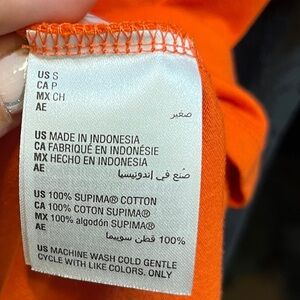 US S
CA P
MX CH
AE صغير
US MADE IN INDONESIA
CA FABRIQUÉ EN INDONÉSIE
MX HECHO EN INDONESIA
AE صُنع في إندونيسيا
US 100% SUPIMA® COTTON
CA 100% COTON SUPIMA®
MX 100% algodón SUPIMA®
AE 100% قطن سوبيما
US MACHINE WASH COLD GENTLE
CYCLE WITH LIKE COLORS. ONLY